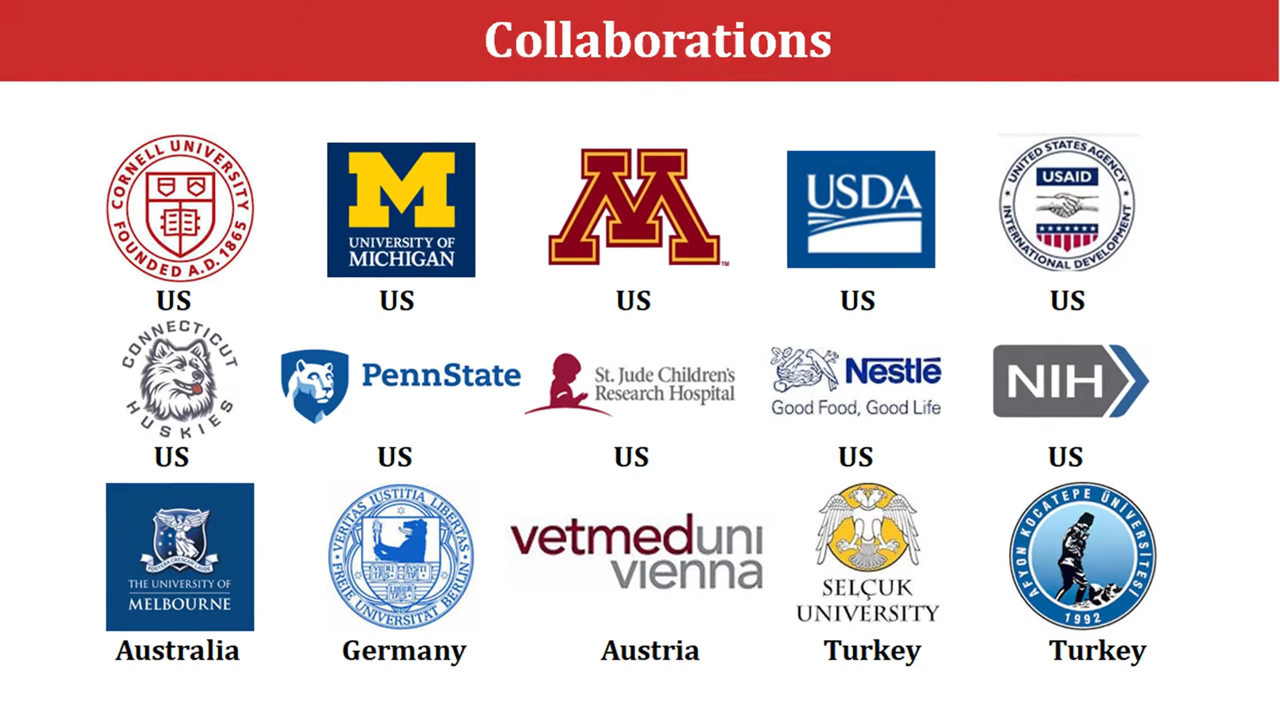 Collaborations
CORNELL UNIVERSITY
FOUNDED A.D. 1865
US
M
UNIVERSITY OF
MICHIGAN
US
M
TM
US
USDA
US
UNITED STATES AGENCY
USAID
INTERNATIONAL DEVELOPMENT
US
CONNECTICUT
HUSKIES
US
PennState
US
St. Jude Children's
Research Hospital
US
Nestlé
Good Food, Good Life
US
NIH
US
THE UNIVERSITY OF
MELBOURNE
Australia
VERITAS IUSTITIA LIBERTAS
FREIE UNIVERSITÄT BERLIN
Germany
vetmeduni
vienna
Austria
SELÇUK
UNIVERSITY
Turkey
AFYON KOCATEPE ÜNİVERSİTESİ
1992
Turkey